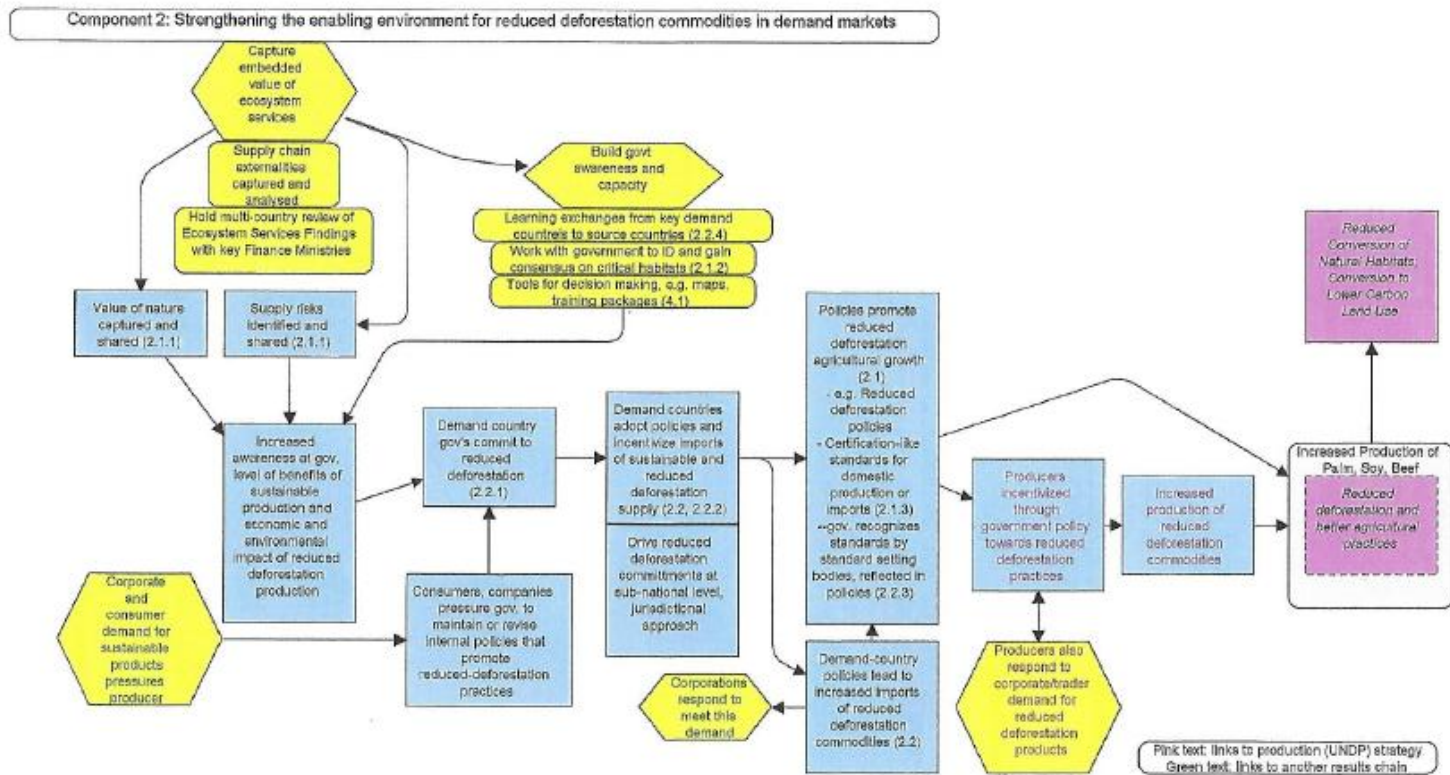 Component 2: Strengthening the enabling environment for reduced deforestation commodities in demand markets
Capture
embedded
value of
ecosystem
services
Supply chain
externalities
captured and
analysed
Hold multi-country review of
Ecosystem Services Findings
with key Finance Ministries
Build govt
awareness and
capacity
Learning exchanges from key demand
countreis to source countries (2.2.4)
Work with government to ID and gain
consensus on critical habitats (2.1.2)
Tools for decision making, e.g. maps,
training packages (4.1)
Value of nature
captured and
shared (2.1.1)
Supply risks
identified and
shared (2.1.1)
Increased
awareness at gov.
level of benefits of
sustainable
production and
economic and
environmental
impact of reduced
deforestation
production
Corporate
and
consumer
demand for
sustainable
products
pressures
producer
Demand country
gov's commit to
reduced
deforestation
(2.2.1)
Consumers, companies
pressure gov. to
maintain or revise
internal policies that
promote
reduced-deforestation
practices
Demand countries
adopt policies and
incentivize imports
of sustainable and
reduced
deforestation
supply (2.2, 2.2.2)
Drive reduced
deforestation
committments at
sub-national level,
jurisdictional
approach
Corporations
respond to
meet this
demand
Policies promote
reduced
deforestation
agricultural growth
(2.1)
- e.g. Reduced
deforestation
policies
- Certification-like
standards for
domestic
production or
imports (2.1.3)
--gov. recognizes
standards by
standard setting
bodies, reflected in
policies (2.2.3)
Demand-country
policies lead to
increased imports
of reduced
deforestation
commodities (2.2)
Producers
incentivized through
government policy
towards reduced
deforestation
practices
Producers also
respond to
corporate/trader
demand for
reduced
deforestation
products
Increased
production of
reduced
deforestation
commodities
Reduced
Conversion of
Natural Habitats;
Conversion to
Lower Carbon
Land Use
Increased Production of
Palm, Soy, Beef
Reduced
deforestation and
better agricultural
practices
Pink text: links to production (UNDP) strategy
Green text: links to another results chain